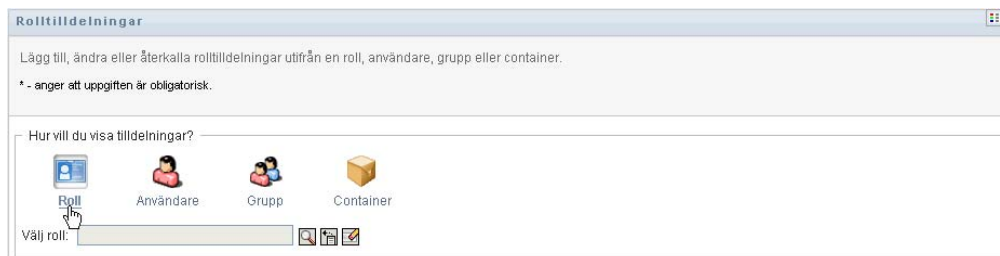 Rolltilldelningar
Lägg till, ändra eller återkalla rolltilldelningar utifrån en roll, användare, grupp eller container.
* - anger att uppgiften är obligatorisk.
Hur vill du visa tilldelningar?
Roll Användare Grupp Container
Välj roll: